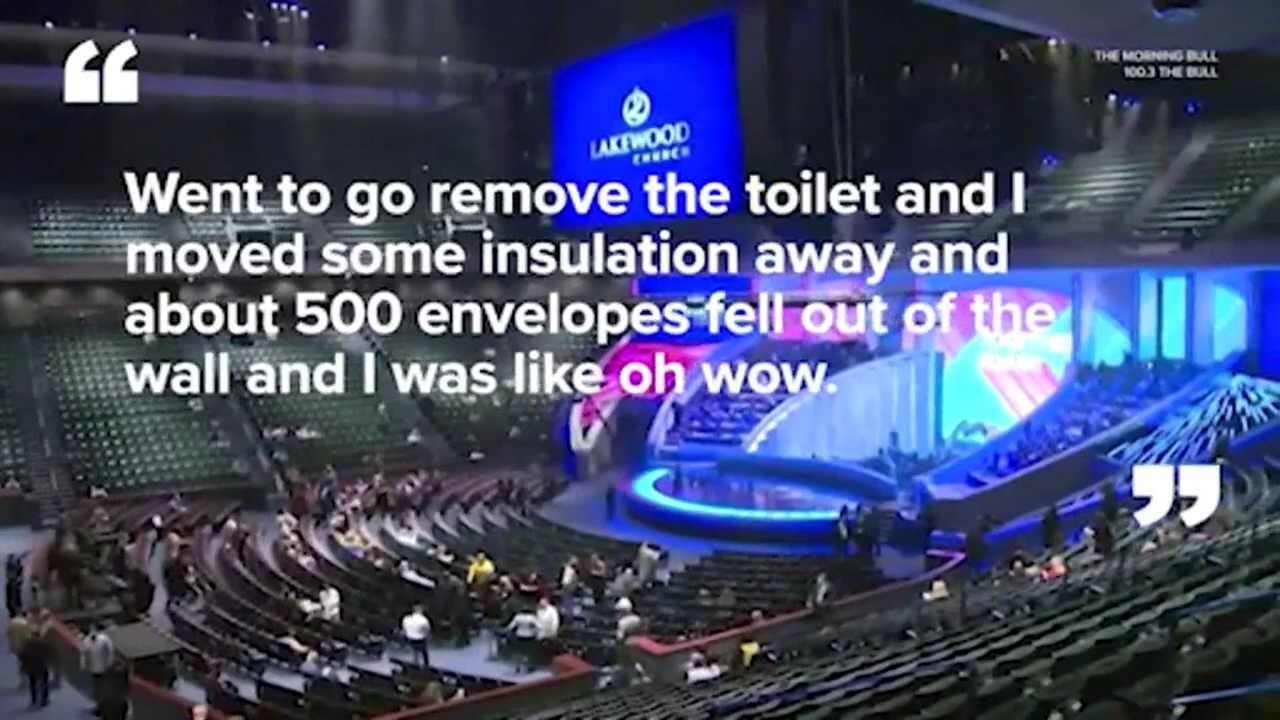 “
THE MORNING BULL
100.3 THE BULL
LAKEWOOD
CHURCH
Went to go remove the toilet and I
moved some insulation away and
about 500 envelopes fell out of the
wall and I was like oh wow.
”